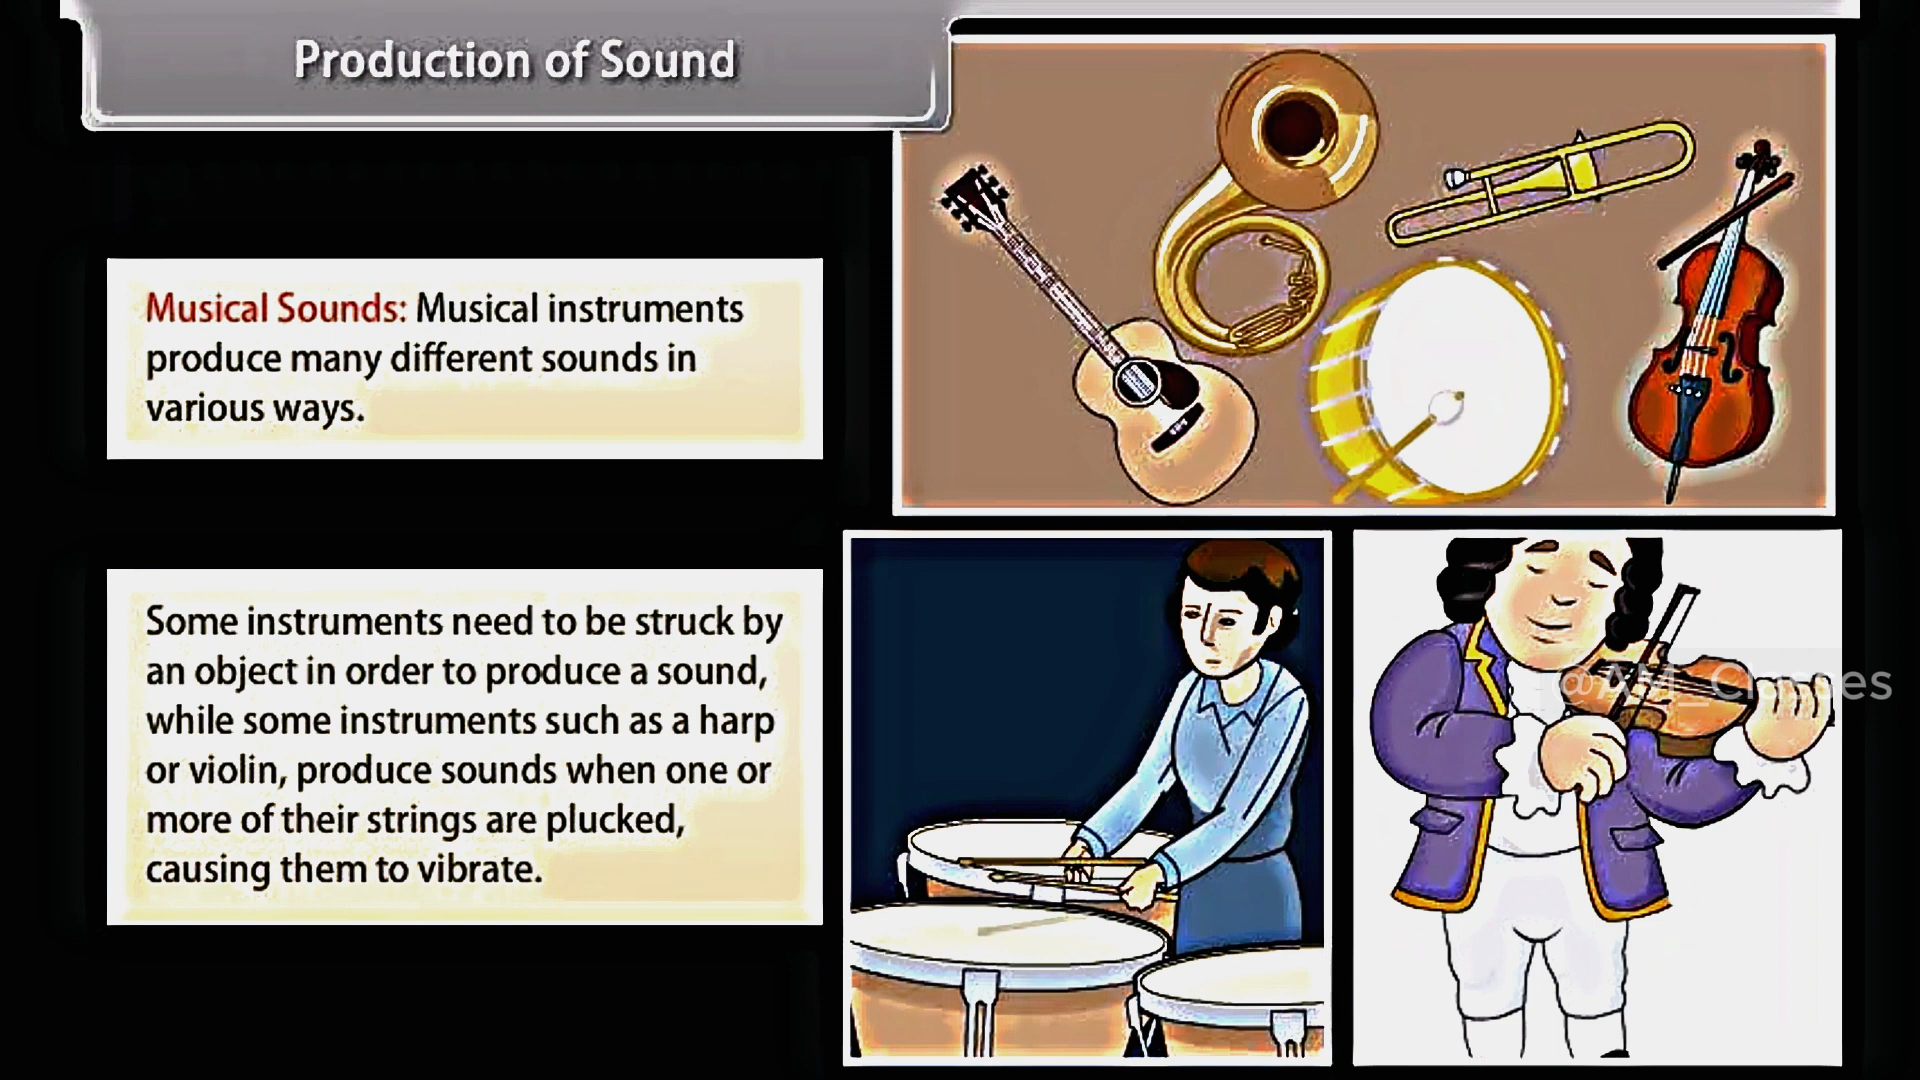 Production of Sound
Musical Sounds: Musical instruments
produce many different sounds in
various ways.
Some instruments need to be struck by
an object in order to produce a sound,
while some instruments such as a harp
or violin, produce sounds when one or
more of their strings are plucked,
causing them to vibrate.
@AM_Classes